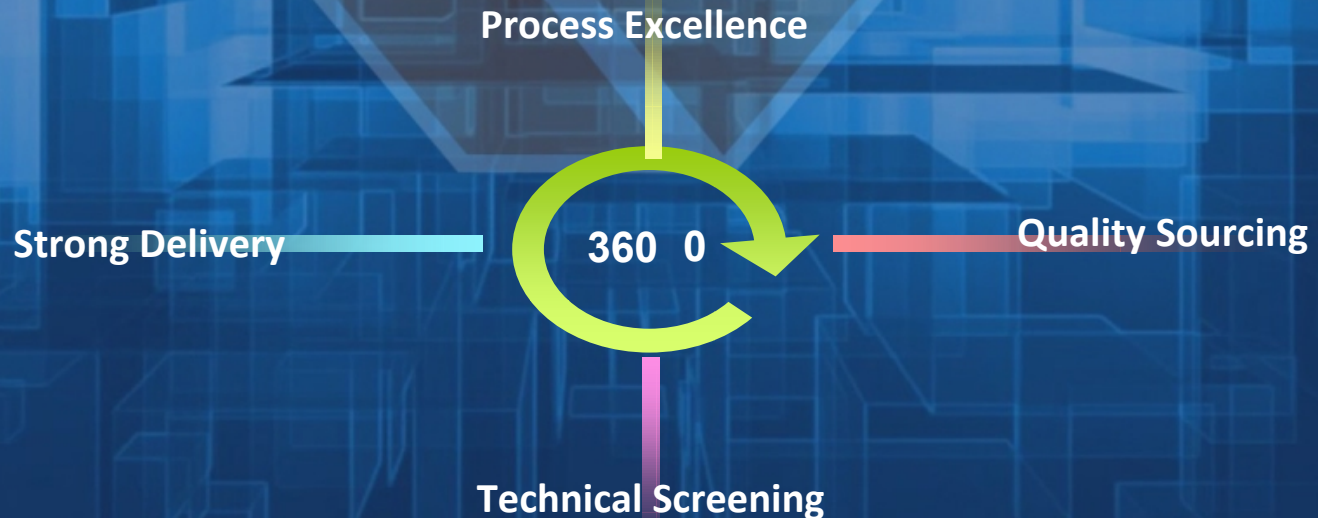 Process Excellence
Strong Delivery
360 0
Quality Sourcing
Technical Screening